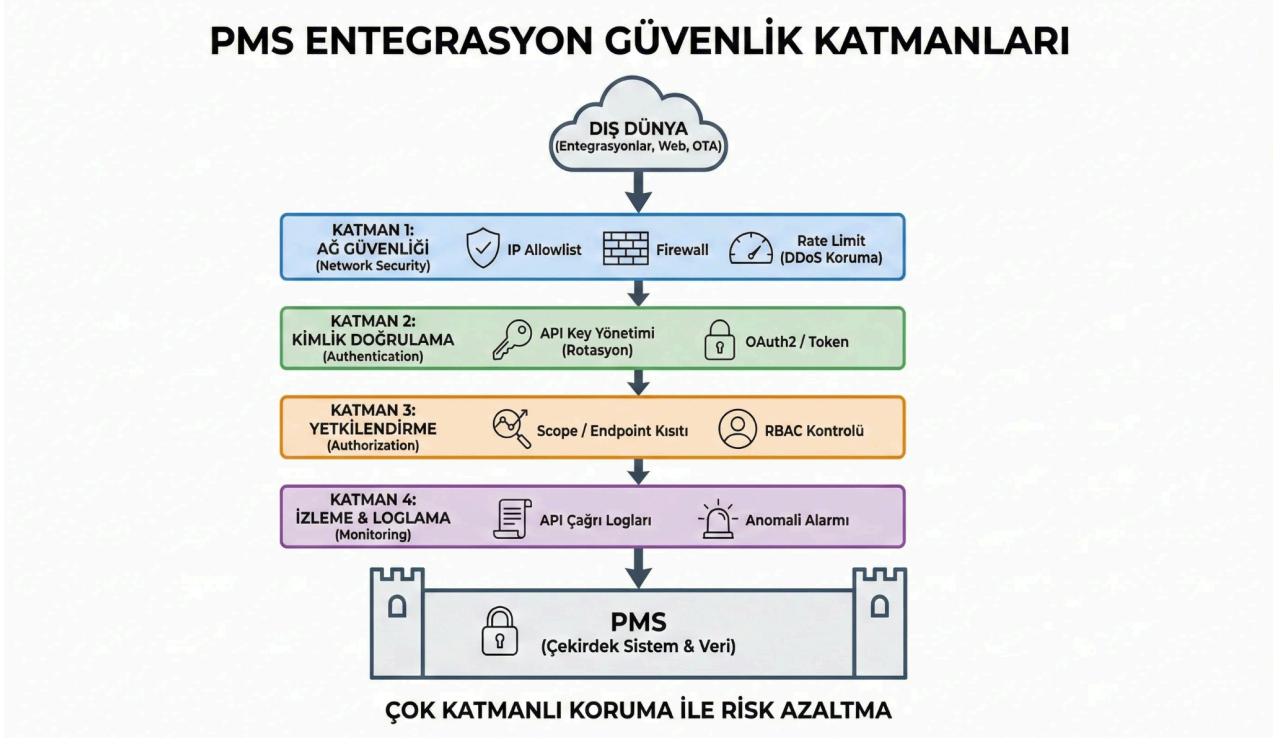 PMS ENTEGRASYON GÜVENLİK KATMANLARI
DIŞ DÜNYA
(Entegrasyonlar, Web, OTA)
KATMAN 1:
AĞ GÜVENLİĞİ
(Network Security)
IP Allowlist
Firewall
Rate Limit
(DDoS Koruma)
KATMAN 2:
KİMLİK DOĞRULAMA
(Authentication)
API Key Yönetimi
(Rotasyon)
OAuth2 / Token
KATMAN 3:
YETKİLENDİRME
(Authorization)
Scope / Endpoint Kısıtı
RBAC Kontrolü
KATMAN 4:
İZLEME & LOGLAMA
(Monitoring)
API Çağrı Logları
Anomali Alarmı
PMS
(Çekirdek Sistem & Veri)
ÇOK KATMANLI KORUMA İLE RİSK AZALTMA